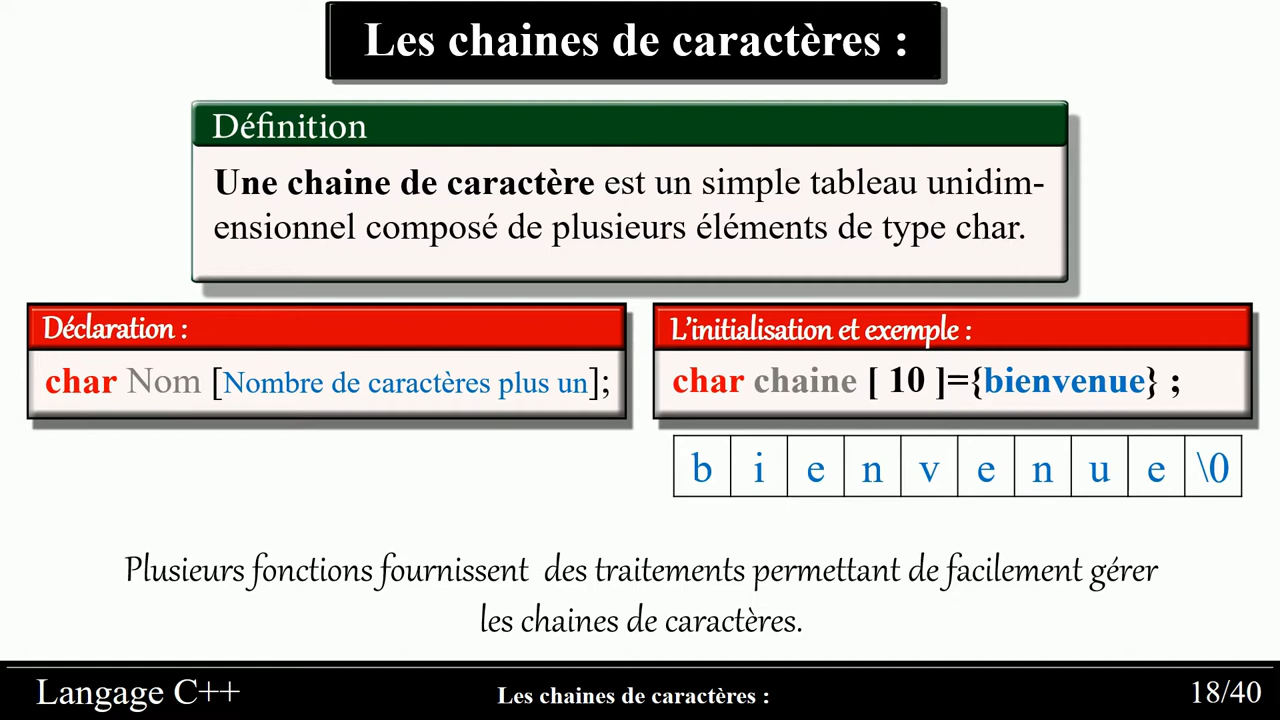 Les chaines de caractères :
Définition
Une chaine de caractère est un simple tableau unidim-
ensionnel composé de plusieurs éléments de type char.
Déclaration :
char Nom [Nombre de caractères plus un];
L'initialisation et exemple :
char chaine [ 10 ]={bienvenue} ;
b i e n v e n u e \0
Plusieurs fonctions fournissent des traitements permettant de facilement gérer
les chaines de caractères.
Langage C++
Les chaines de caractères :
18/40